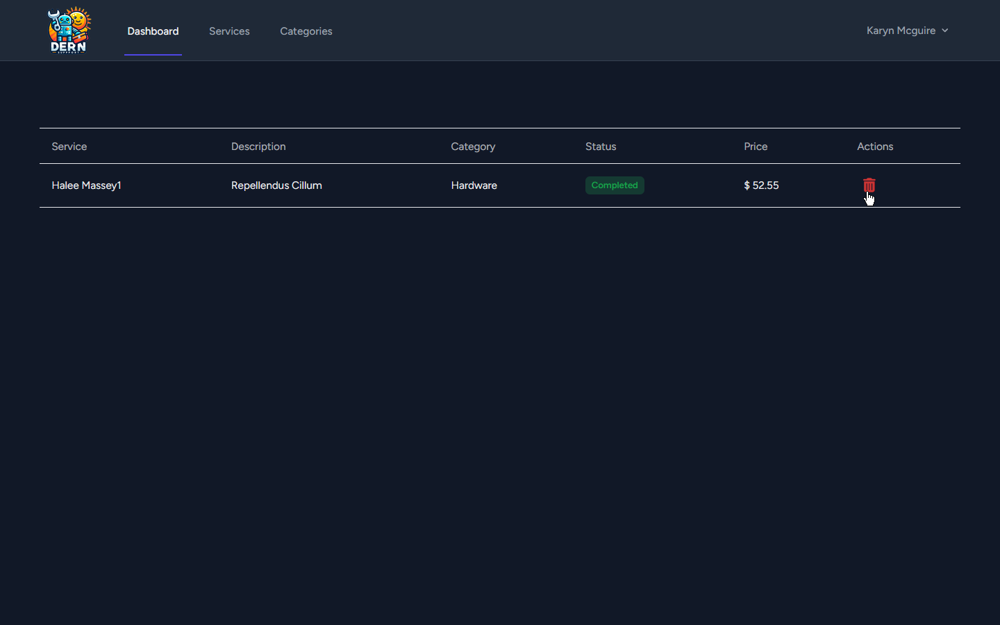 DERN
SUPPPORT
Dashboard Services Categories
Karyn Mcguire
Service Description Category Status Price Actions
Halee Massey1 Repellendus Cillum Hardware Completed $ 52.55